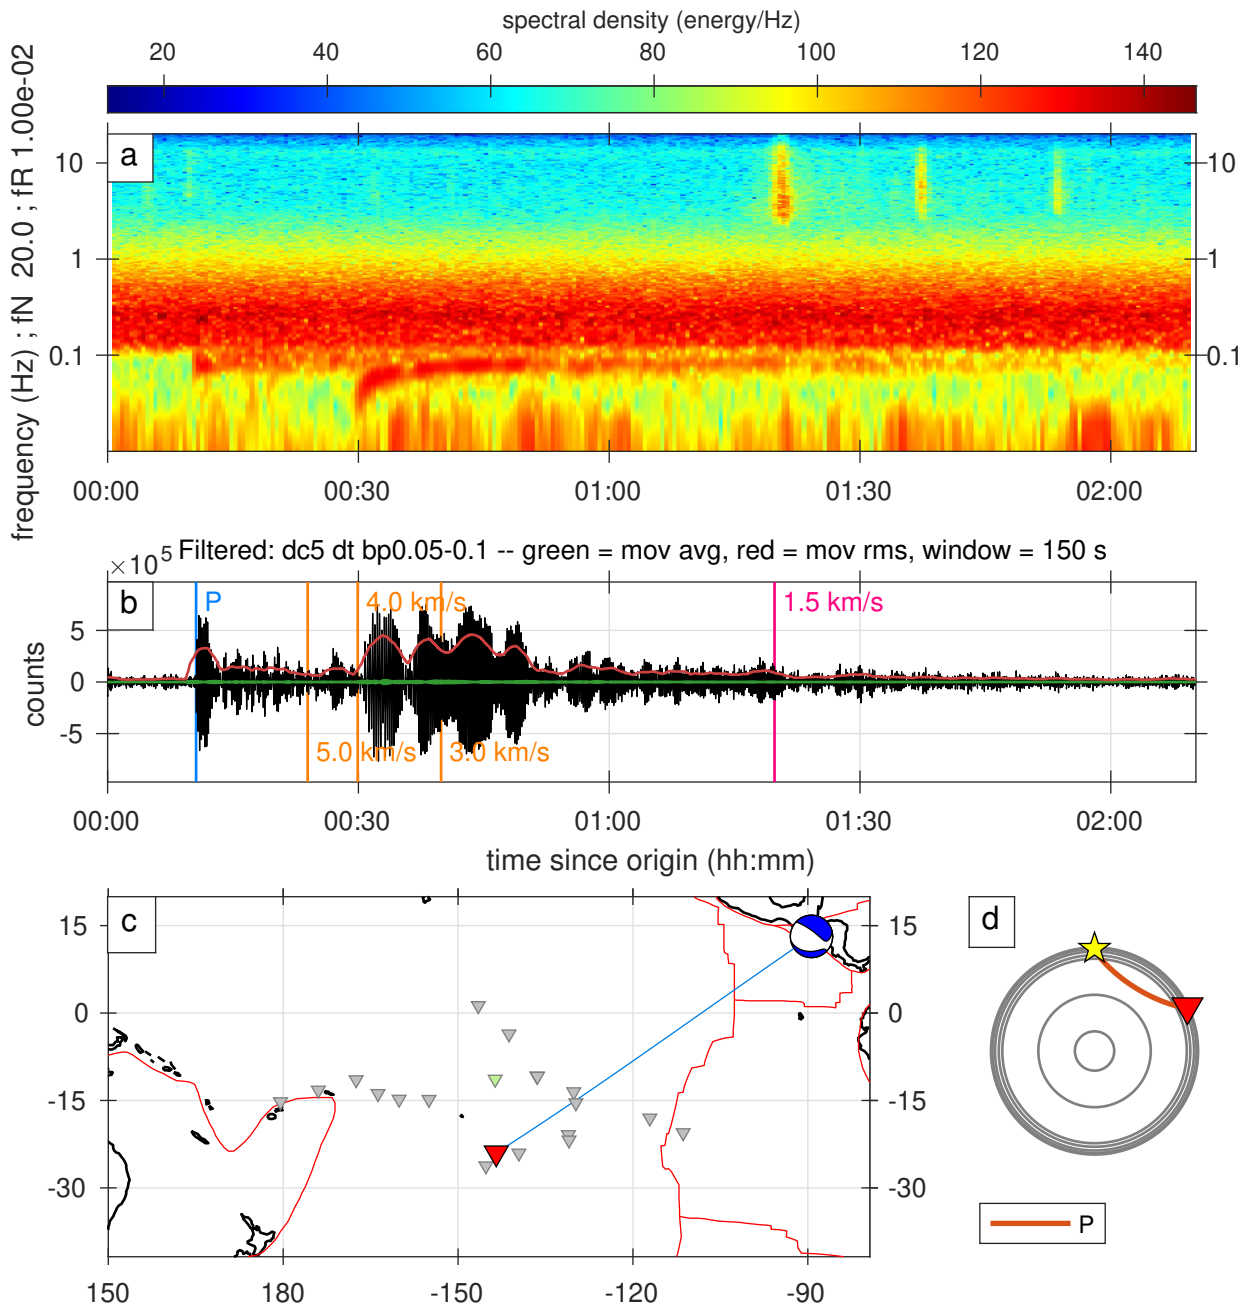 spectral density (energy/Hz)
20 40 60 80 100 120 140
frequency (Hz) ; fN 20.0 ; fR 1.00e-02
a
10 10
1 1
0.1 0.1
00:00 00:30 01:00 01:30 02:00
×10^5 Filtered: dc5 dt bp0.05-0.1 -- green = mov avg, red = mov rms, window = 150 s
b
P 4.0 km/s 1.5 km/s
counts
5
0
-5
5.0 km/s 3.0 km/s
00:00 00:30 01:00 01:30 02:00
time since origin (hh:mm)
c
15 15
0 0
-15 -15
-30 -30
150 180 -150 -120 -90
d
P